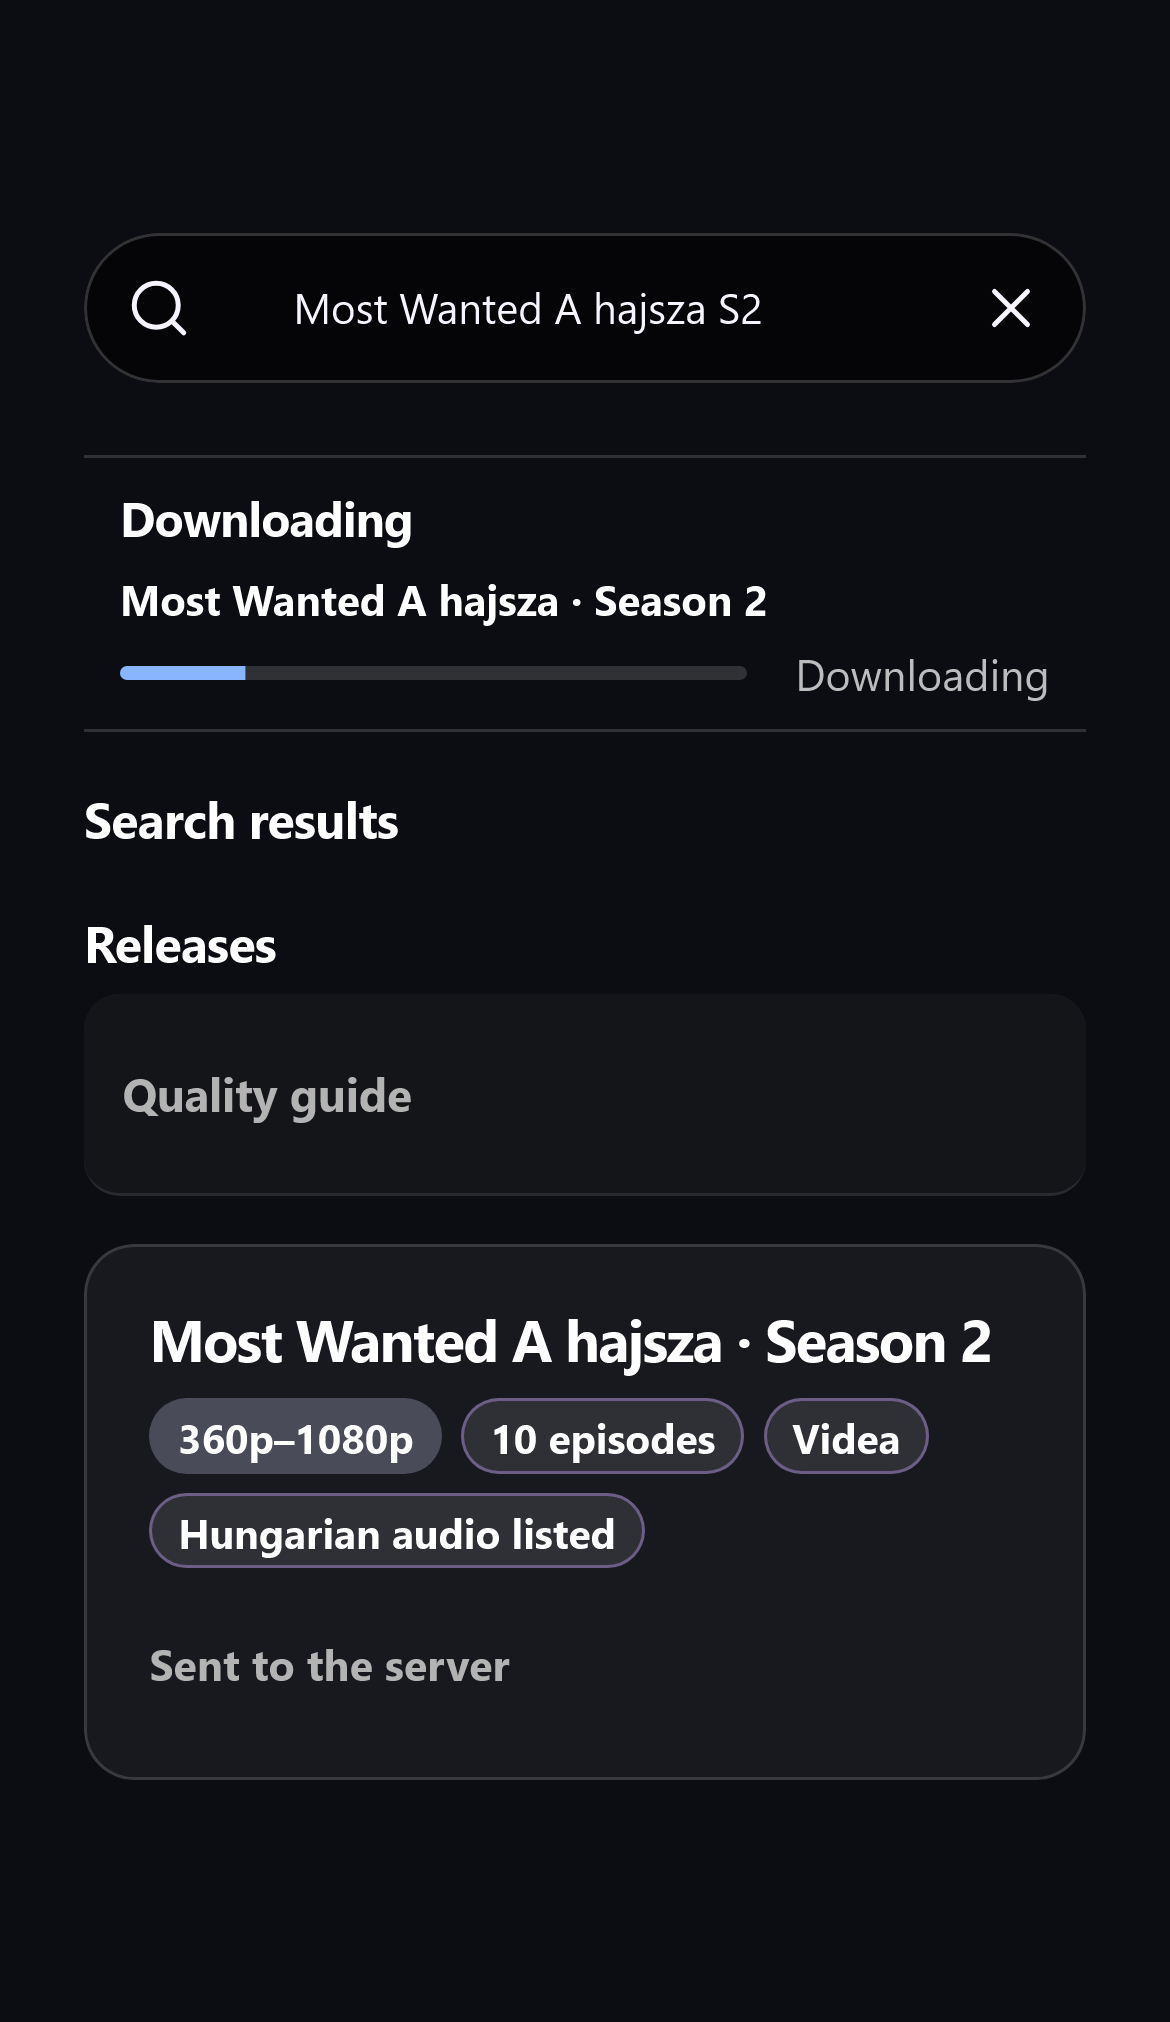 Most Wanted A hajsza S2
Downloading
Most Wanted A hajsza · Season 2
Downloading
Search results
Releases
Quality guide
Most Wanted A hajsza · Season 2
360p–1080p 10 episodes Videa
Hungarian audio listed
Sent to the server